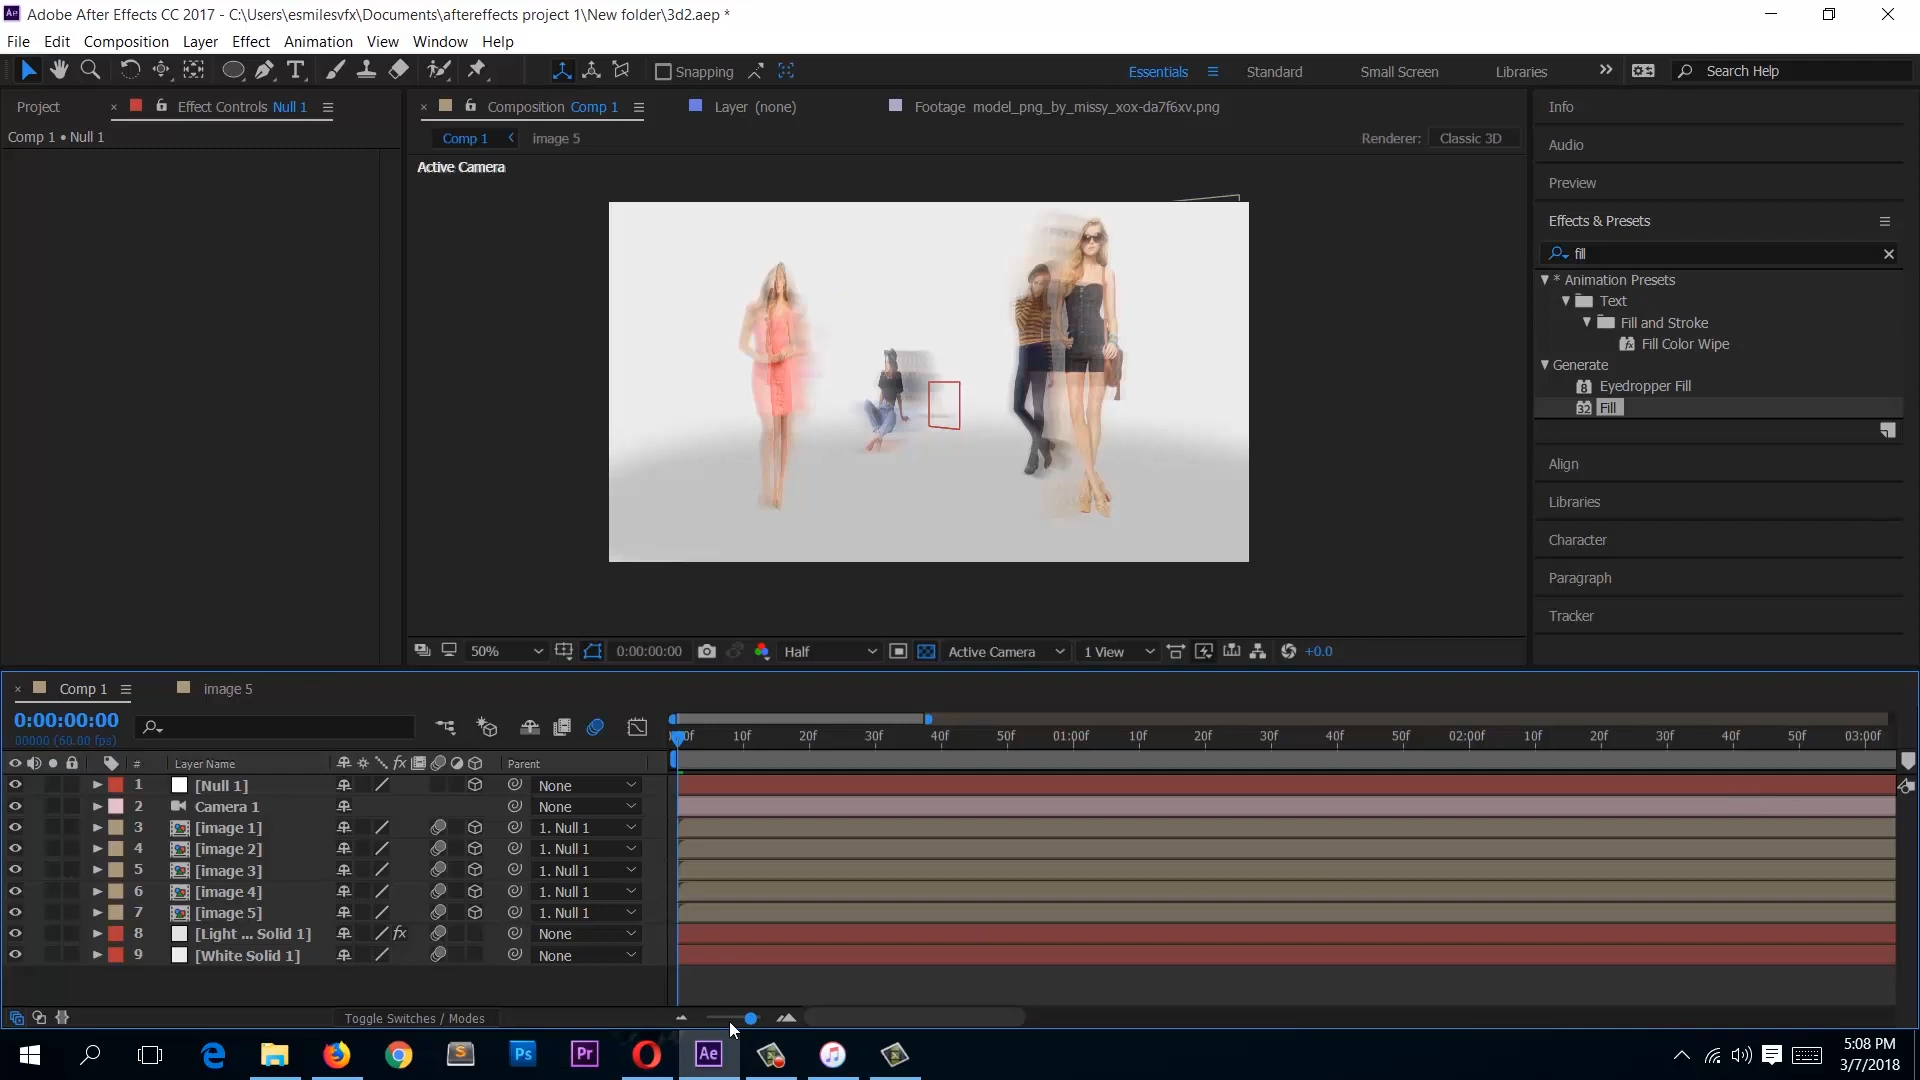 Adobe After Effects CC 2017 - C:\Users\esmilesvfx\Documents\aftereffects project 1\New folder\3d2.aep *
File Edit Composition Layer Effect Animation View Window Help
Snapping
Essentials Standard Small Screen Libraries Search Help
Project Effect Controls Null 1
Comp 1 • Null 1
Composition Comp 1 Layer (none) Footage model_png_by_missy_xox-da7f6xv.png
Comp 1 image 5 Renderer: Classic 3D
Active Camera
Info
Audio
Preview
Effects & Presets
fill
* Animation Presets
Text
Fill and Stroke
Fill Color Wipe
Generate
Eyedropper Fill
Fill
Align
Libraries
Character
Paragraph
Tracker
50% 0:00:00:00 Half Active Camera 1 View +0.0
Comp 1 image 5
0:00:00:00
00000 (60.00 fps)
10f 20f 30f 40f 50f 01:00f 10f 20f 30f 40f 50f 02:00f 10f 20f 30f 40f 50f 03:00f
# Layer Name Parent
1 [Null 1] None
2 Camera 1 None
3 [image 1] 1. Null 1
4 [image 2] 1. Null 1
5 [image 3] 1. Null 1
6 [image 4] 1. Null 1
7 [image 5] 1. Null 1
8 [Light ... Solid 1] fx None
9 [White Solid 1] None
Toggle Switches / Modes
Ps Pr Ae
5:08 PM
3/7/2018